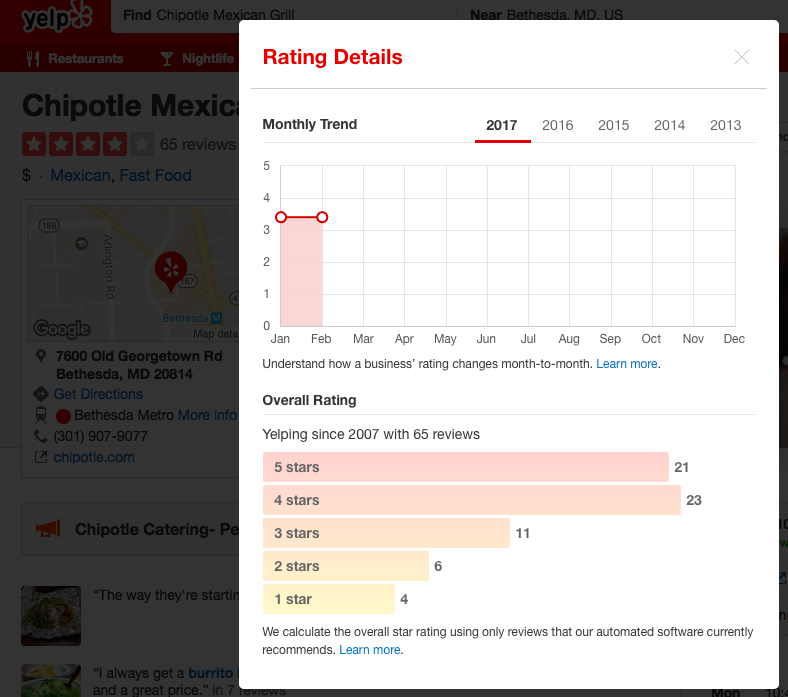 yelp
Find Chipotle Mexican Grill
Near Bethesda, MD, US
Restaurants
Nightlife
Chipotle Mexic
65 reviews
$ · Mexican, Fast Food
188
Arlington Rd
187
Bethesda M
Google
Map data
7600 Old Georgetown Rd
Bethesda, MD 20814
Get Directions
Bethesda Metro More info
(301) 907-9077
chipotle.com
Chipotle Catering- Pe
"The way they're startin
"I always get a burrito
and a great price." in 7 reviews
Rating Details
Monthly Trend
2017 2016 2015 2014 2013
5
4
3
2
1
0
Jan Feb Mar Apr May Jun Jul Aug Sep Oct Nov Dec
Understand how a business' rating changes month-to-month. Learn more.
Overall Rating
Yelping since 2007 with 65 reviews
5 stars 21
4 stars 23
3 stars 11
2 stars 6
1 star 4
We calculate the overall star rating using only reviews that our automated software currently
recommends. Learn more.
Mon